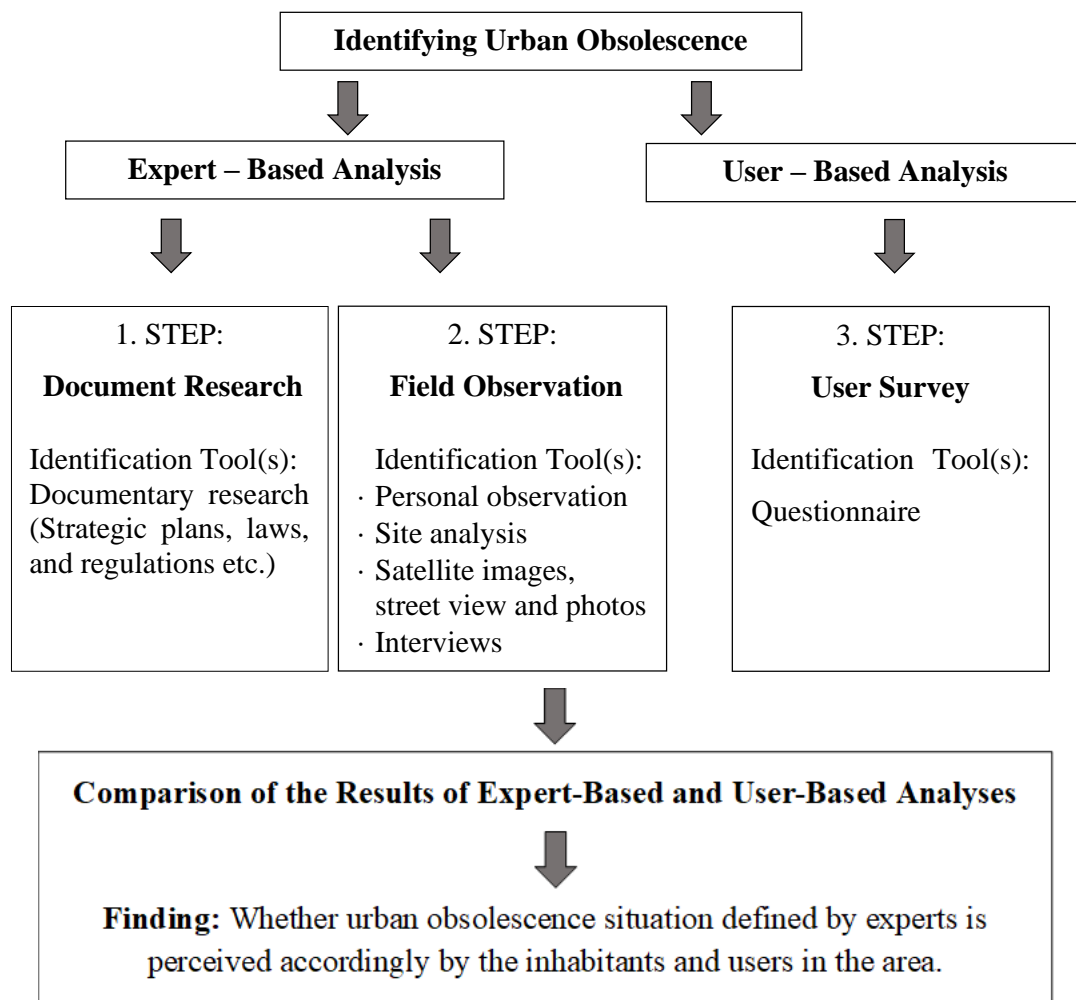 Identifying Urban Obsolescence
Expert – Based Analysis
User – Based Analysis
1. STEP:
Document Research
Identification Tool(s):
Documentary research
(Strategic plans, laws,
and regulations etc.)
2. STEP:
Field Observation
Identification Tool(s):
· Personal observation
· Site analysis
· Satellite images,
street view and photos
· Interviews
3. STEP:
User Survey
Identification Tool(s):
Questionnaire
Comparison of the Results of Expert-Based and User-Based Analyses
Finding: Whether urban obsolescence situation defined by experts is
perceived accordingly by the inhabitants and users in the area.